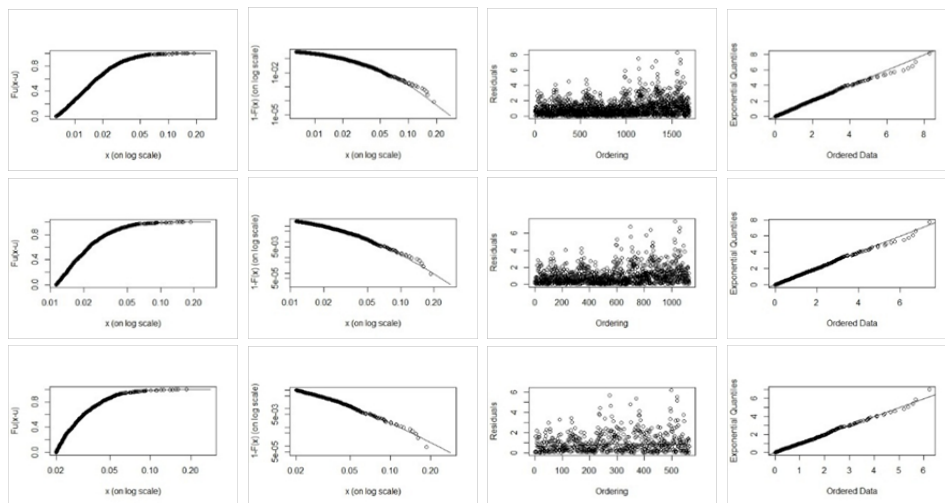 Fu(x-u)
0.0 0.4 0.8
0.01 0.02 0.05 0.10 0.20
x (on log scale)
1-F(x) (on log scale)
1e-05 1e-02
0.01 0.02 0.05 0.10 0.20
x (on log scale)
Residuals
0 2 4 6 8
0 500 1000 1500
Ordering
Exponential Quantiles
0 2 4 6 8
0 2 4 6 8
Ordered Data
Fu(x-u)
0.0 0.4 0.8
0.02 0.05 0.10 0.20
x (on log scale)
1-F(x) (on log scale)
5e-05 5e-03
0.01 0.02 0.05 0.10 0.20
x (on log scale)
Residuals
0 2 4 6
0 200 400 600 800 1000
Ordering
Exponential Quantiles
0 2 4 6 8
0 2 4 6
Ordered Data
Fu(x-u)
0.0 0.4 0.8
0.02 0.05 0.10 0.20
x (on log scale)
1-F(x) (on log scale)
5e-05 5e-03
0.02 0.05 0.10 0.20
x (on log scale)
Residuals
0 1 2 3 4 5 6
0 100 200 300 400 500
Ordering
Exponential Quantiles
0 2 4 6
0 1 2 3 4 5 6
Ordered Data